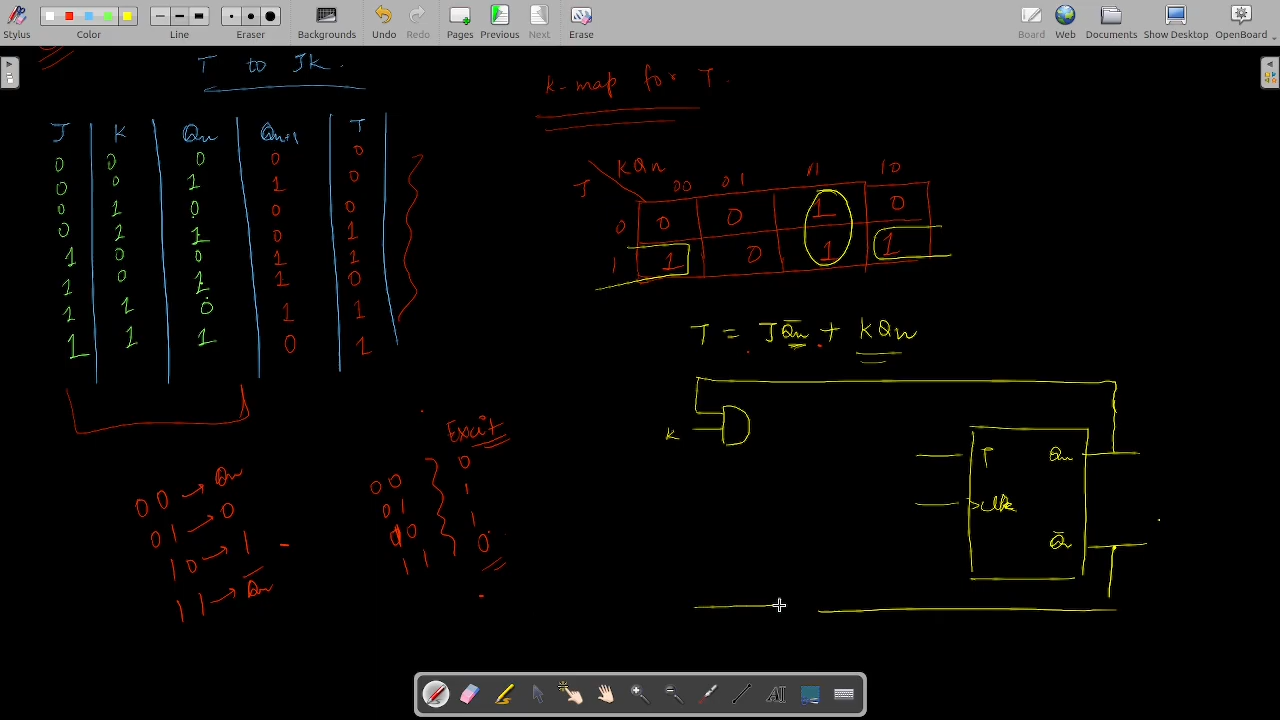 Stylus Color Line Eraser Backgrounds Undo Redo Pages Previous Next Erase Board Web Documents Show Desktop OpenBoard
T to JK.
K-map for T.
J K Qn Qn+1 T
0 0 0 0 0
0 0 1 1 0
0 1 0 0 0
0 1 1 0 1
1 0 0 1 1
1 0 1 1 0
1 1 0 1 1
1 1 1 0 1
KQn
J 00 01 11 10
0 0 0 1 0
1 1 0 1 1
T = JQ̅n + KQn
K
T Qn
>Clk
Q̅n
Excit
00 → Qn
01 → 0
10 → 1
11 → Q̅n
00 0
01 1
10 1
11 0
AI